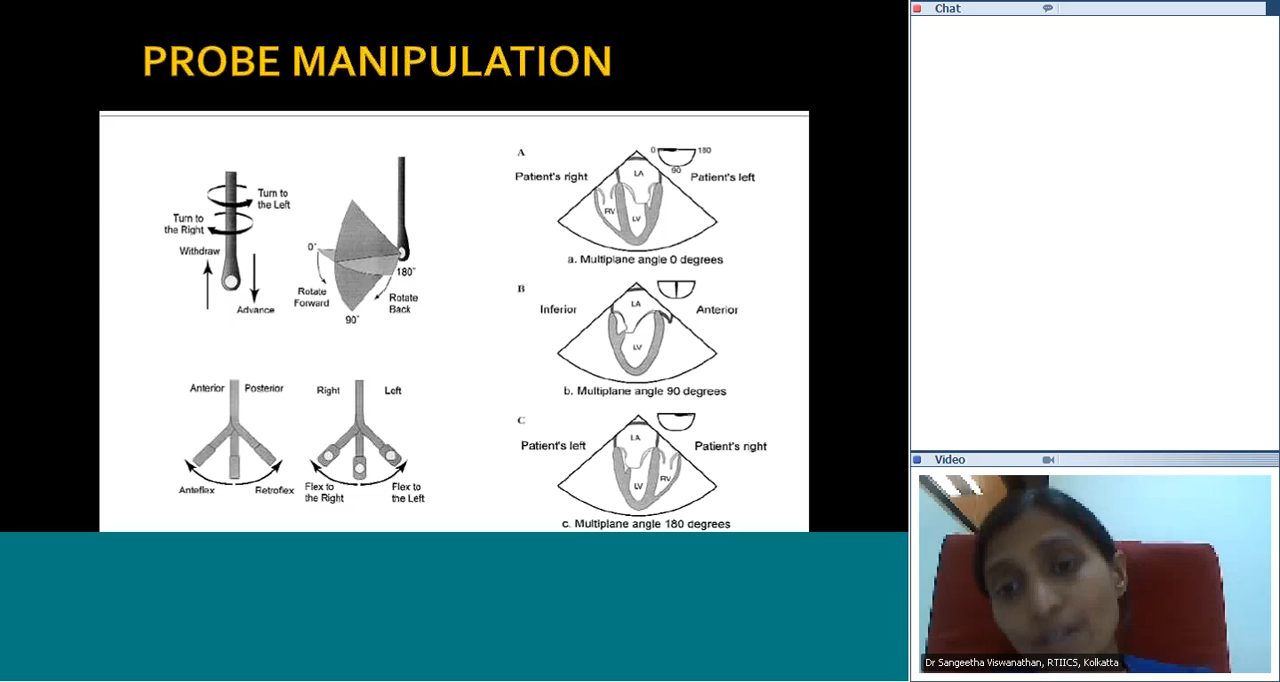 PROBE MANIPULATION
Turn to
the Left
Turn to
the Right
Withdraw
Advance
0°
180°
Rotate
Forward
Rotate
Back
90°
Anterior
Posterior
Anteflex
Retroflex
Right
Left
Flex to
the Right
Flex to
the Left
A
0
180
90
Patient's right
Patient's left
LA
RV
LV
a. Multiplane angle 0 degrees
B
Inferior
Anterior
LA
LV
b. Multiplane angle 90 degrees
C
Patient's left
Patient's right
LA
LV
RV
c. Multiplane angle 180 degrees
Chat
Video
Dr Sangeetha Viswanathan, RTIICS, Kolkatta